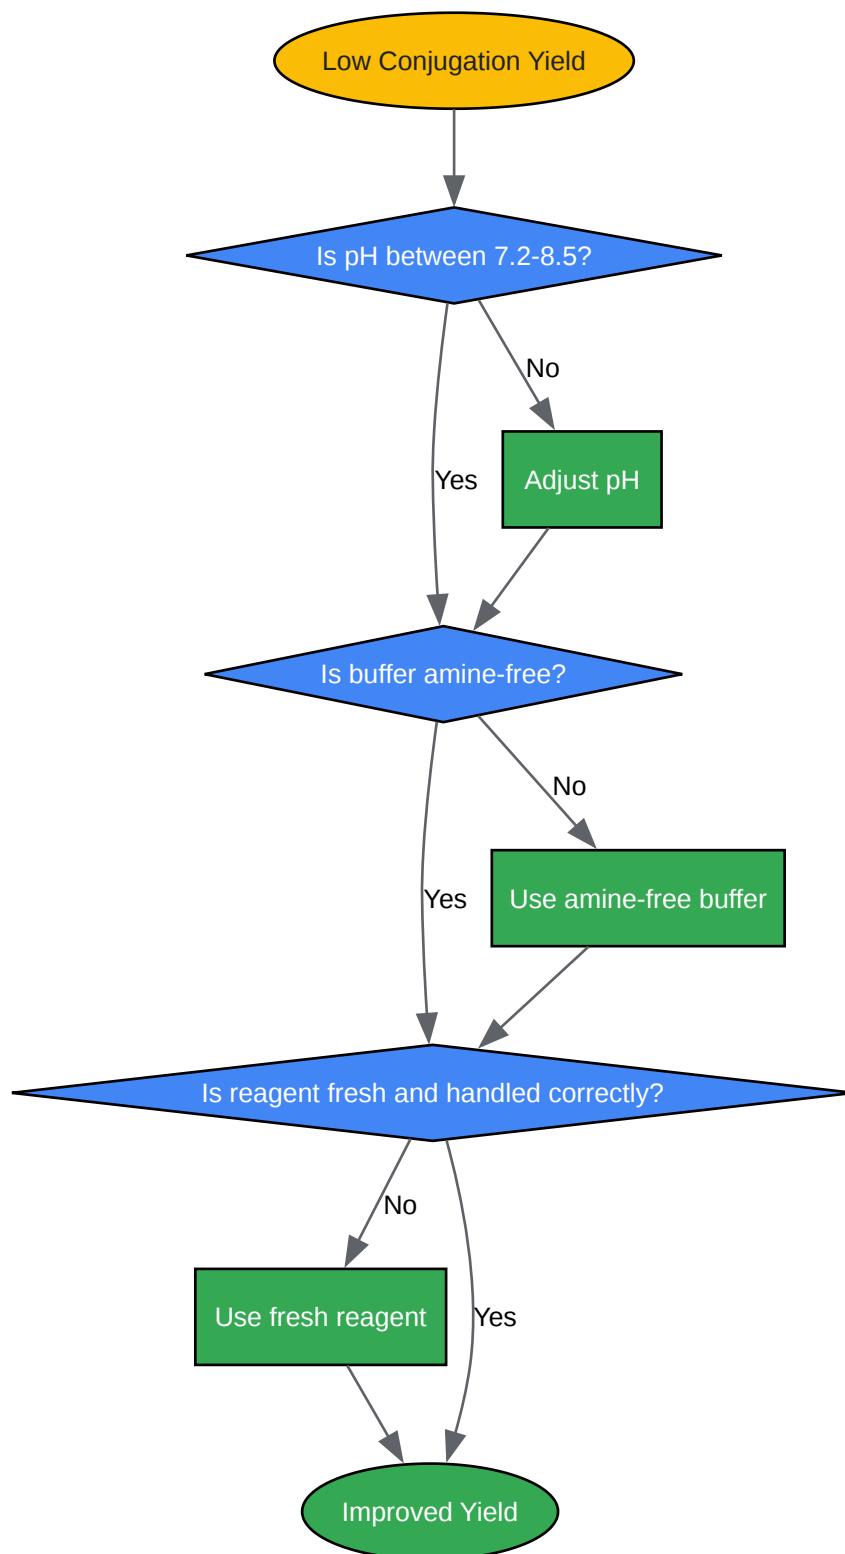 Low Conjugation Yield
Is pH between 7.2-8.5?
No
Yes
Adjust pH
Is buffer amine-free?
No
Yes
Use amine-free buffer
Is reagent fresh and handled correctly?
No
Use fresh reagent
Yes
Improved Yield